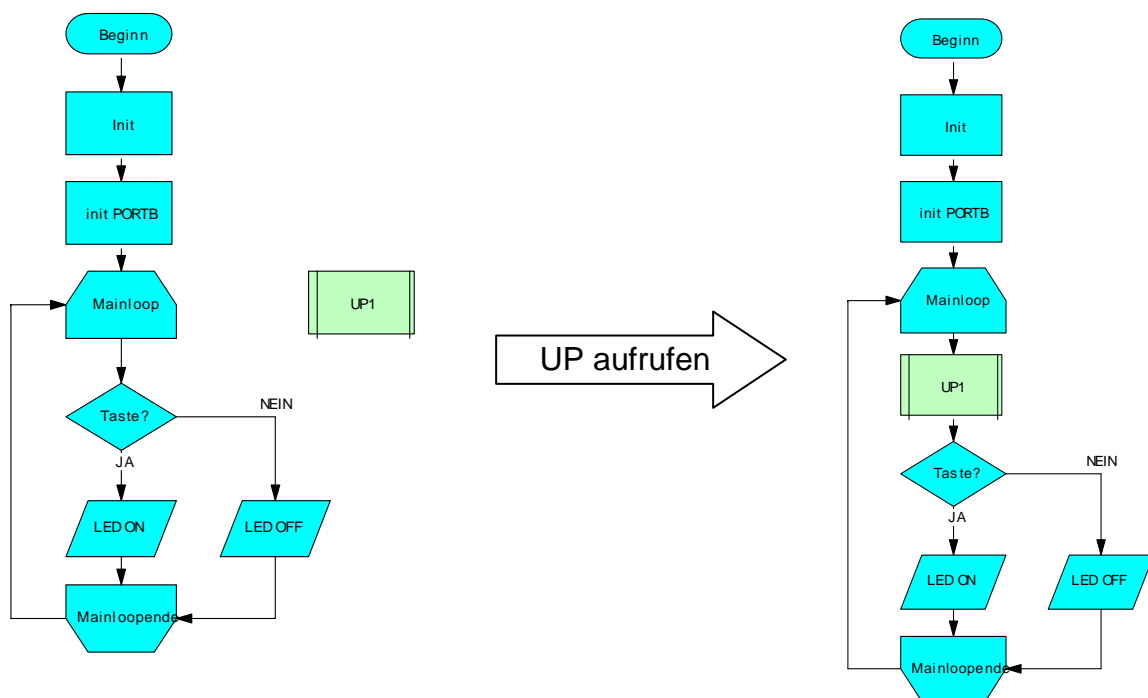 Beginn
Init
init PORTB
Mainloop
UP1
Taste?
NEIN
JA
LED ON
LED OFF
Mainloopende
UP aufrufen
Beginn
Init
init PORTB
Mainloop
UP1
Taste?
NEIN
JA
LED ON
LED OFF
Mainloopende